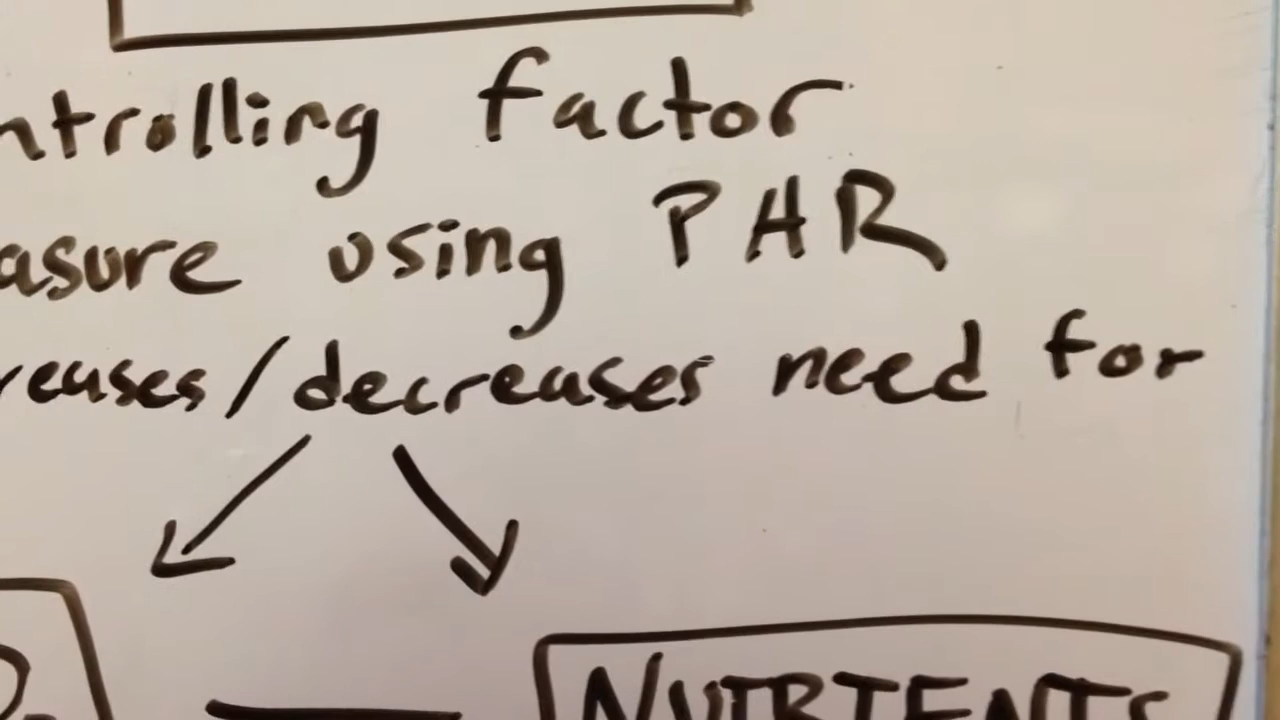 ntrolling factor
asure using PAR
reases/decreases need for
NUTRIENTS